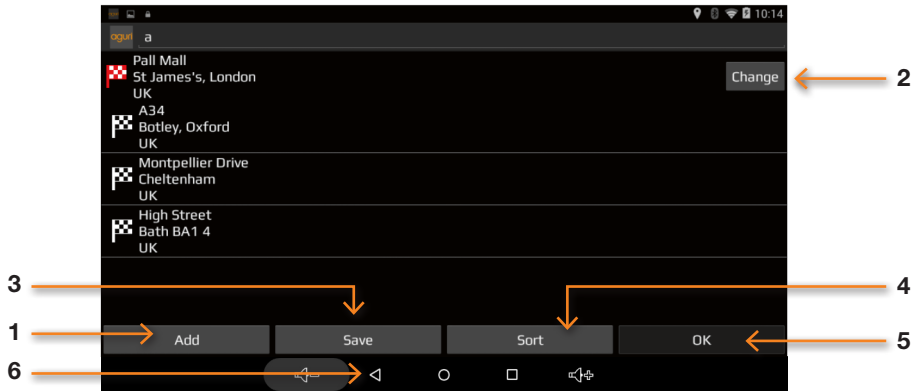 10:14
aguri a
Pall Mall
St James's, London
UK
Change
2
A34
Botley, Oxford
UK
Montpellier Drive
Cheltenham
UK
High Street
Bath BA1 4
UK
3
4
1
Add
Save
Sort
OK
5
6